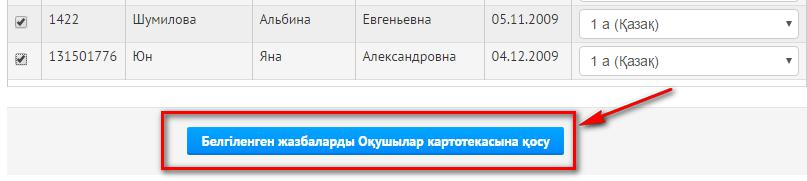 1422 Шумилова Альбина Евгеньевна 05.11.2009 1 а (Қазақ)
131501776 Юн Яна Александровна 04.12.2009 1 а (Қазақ)
Белгіленген жазбаларды Оқушылар картотекасына қосу